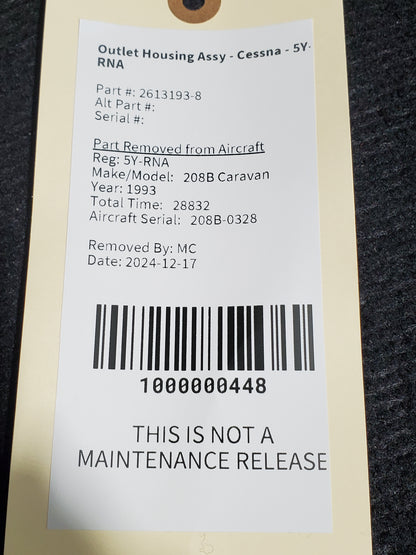 Outlet Housing Assy - Cessna - 5Y-
RNA
Part #: 2613193-8
Alt Part #:
Serial #:
Part Removed from Aircraft
Reg: 5Y-RNA
Make/Model: 208B Caravan
Year: 1993
Total Time: 28832
Aircraft Serial: 208B-0328
Removed By: MC
Date: 2024-12-17
1000000448
THIS IS NOT A
MAINTENANCE RELEASE